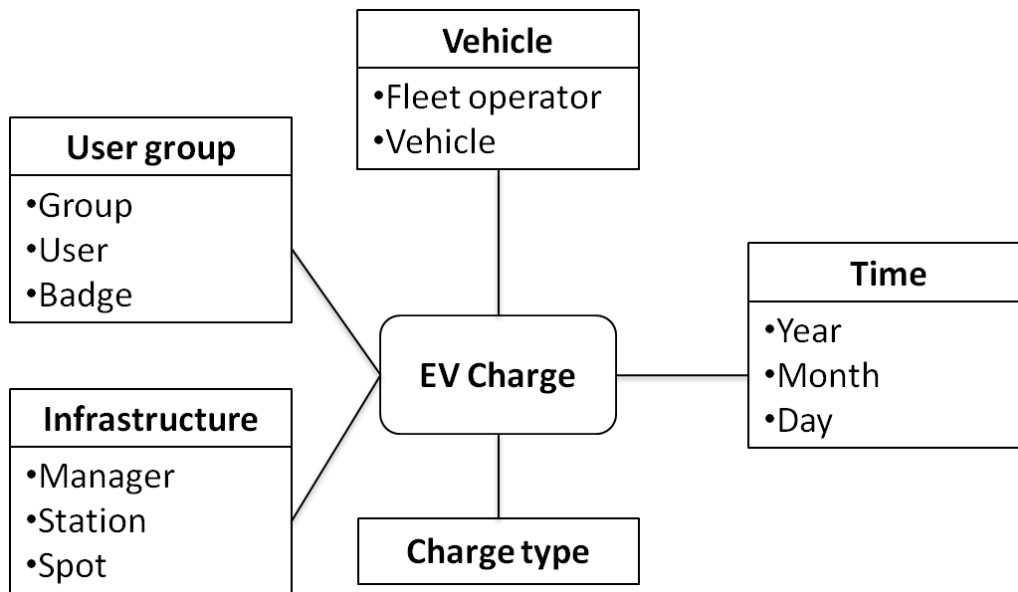 Vehicle
•Fleet operator
•Vehicle
User group
•Group
•User
•Badge
Time
•Year
•Month
•Day
EV Charge
Infrastructure
•Manager
•Station
•Spot
Charge type